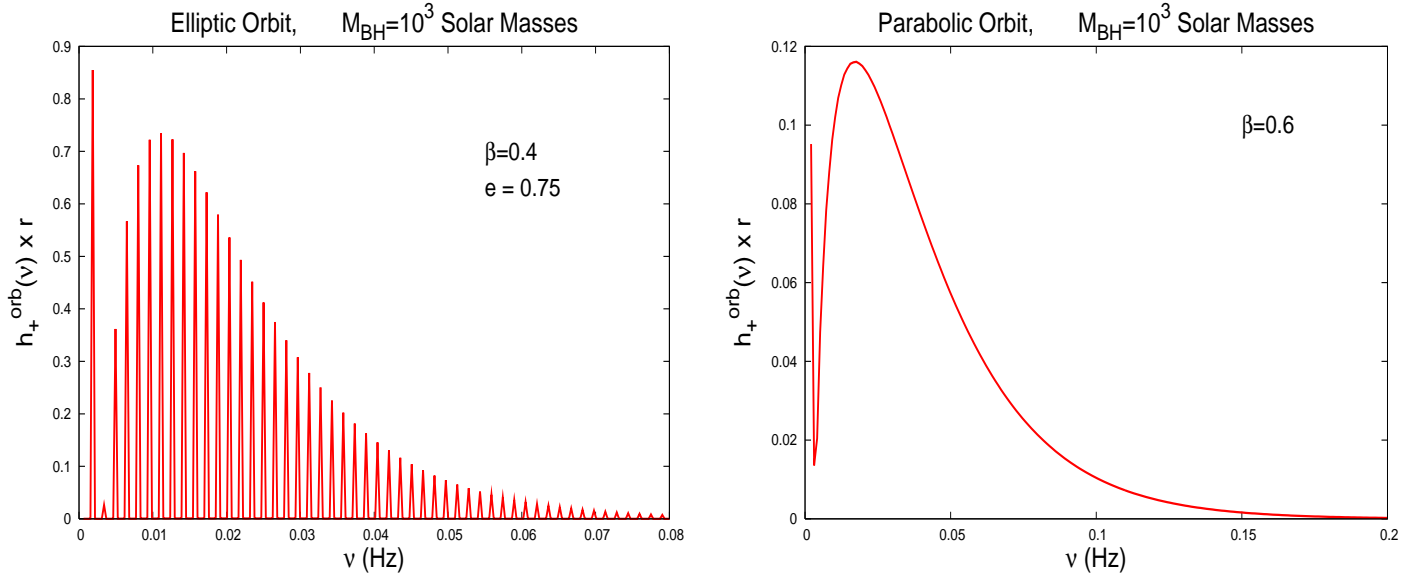 Elliptic Orbit, M_BH=10^3 Solar Masses
0.9
0.8
0.7
0.6
0.5
0.4
0.3
0.2
0.1
0
h_+^orb(ν) x r
β=0.4
e = 0.75
0 0.01 0.02 0.03 0.04 0.05 0.06 0.07 0.08
ν (Hz)
Parabolic Orbit, M_BH=10^3 Solar Masses
0.12
0.1
0.08
0.06
0.04
0.02
0
h_+^orb(ν) x r
β=0.6
0 0.05 0.1 0.15 0.2
ν (Hz)